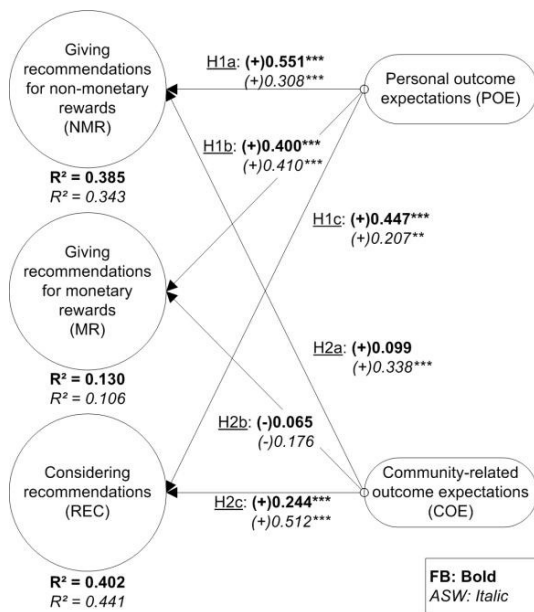 Giving
recommendations
for non-monetary
rewards
(NMR)
R² = 0.385
R² = 0.343
H1a: (+)0.551***
(+)0.308***
Personal outcome
expectations (POE)
H1b: (+)0.400***
(+)0.410***
H1c: (+)0.447***
(+)0.207**
Giving
recommendations
for monetary
rewards
(MR)
R² = 0.130
R² = 0.106
H2a: (+)0.099
(+)0.338***
H2b: (-)0.065
(-)0.176
Considering
recommendations
(REC)
R² = 0.402
R² = 0.441
H2c: (+)0.244***
(+)0.512***
Community-related
outcome expectations
(COE)
FB: Bold
ASW: Italic